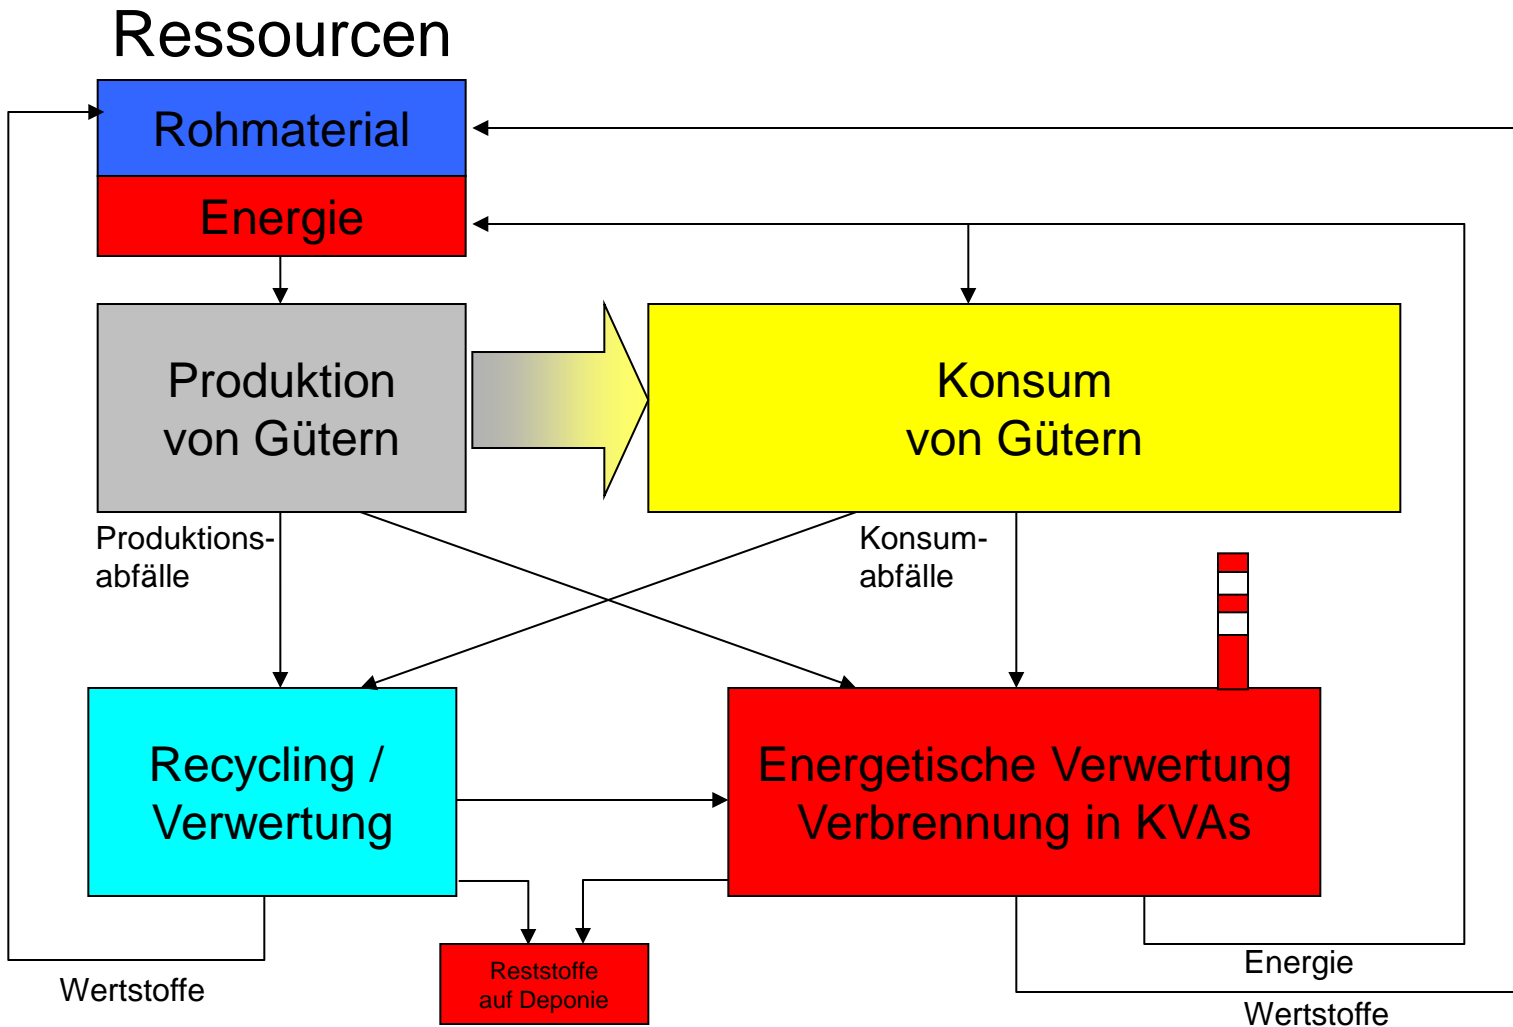 Ressourcen
Rohmaterial
Energie
Produktion
von Gütern
Konsum
von Gütern
Produktions-
abfälle
Konsum-
abfälle
Recycling /
Verwertung
Energetische Verwertung
Verbrennung in KVAs
Reststoffe
auf Deponie
Wertstoffe
Energie
Wertstoffe